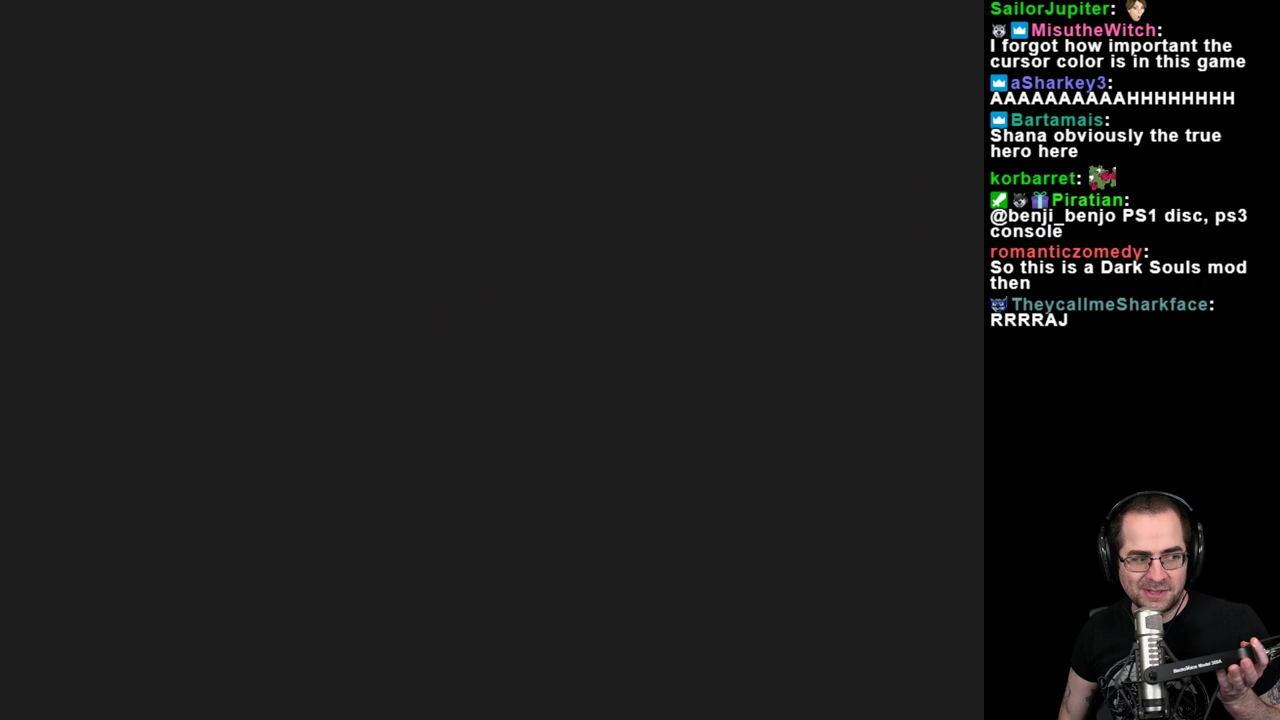 SailorJupiter:
MisutheWitch:
I forgot how important the
cursor color is in this game
aSharkey3:
AAAAAAAAAAHHHHHHHH
Bartamais:
Shana obviously the true
hero here
korbarret:
Piratian:
@benji_benjo PS1 disc, ps3
console
romanticzomedy:
So this is a Dark Souls mod
then
TheycallmeSharkface:
RRRRAJ